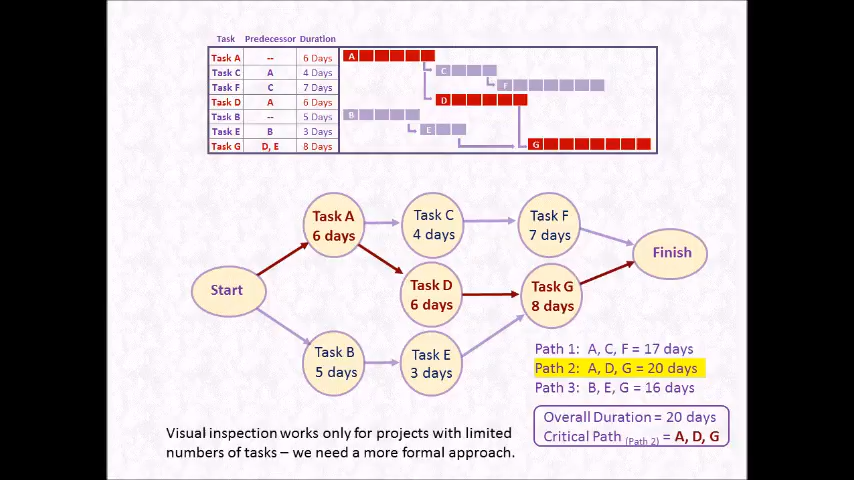 Task Predecessor Duration
Task A -- 6 Days
Task C A 4 Days
Task F C 7 Days
Task D A 6 Days
Task B -- 5 Days
Task E B 3 Days
Task G D, E 8 Days
A
C
F
D
B
E
G
Task A
6 days
Task C
4 days
Task F
7 days
Start
Task D
6 days
Task G
8 days
Finish
Task B
5 days
Task E
3 days
Path 1: A, C, F = 17 days
Path 2: A, D, G = 20 days
Path 3: B, E, G = 16 days
Overall Duration = 20 days
Critical Path (Path 2) = A, D, G
Visual inspection works only for projects with limited
numbers of tasks – we need a more formal approach.